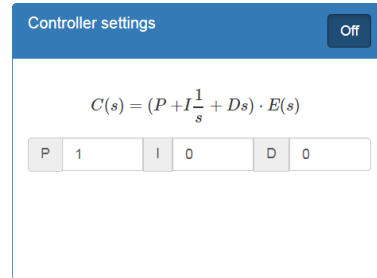 Controller settings
Off
C(s) = (P + I 1/s + Ds) · E(s)
P 1 I 0 D 0